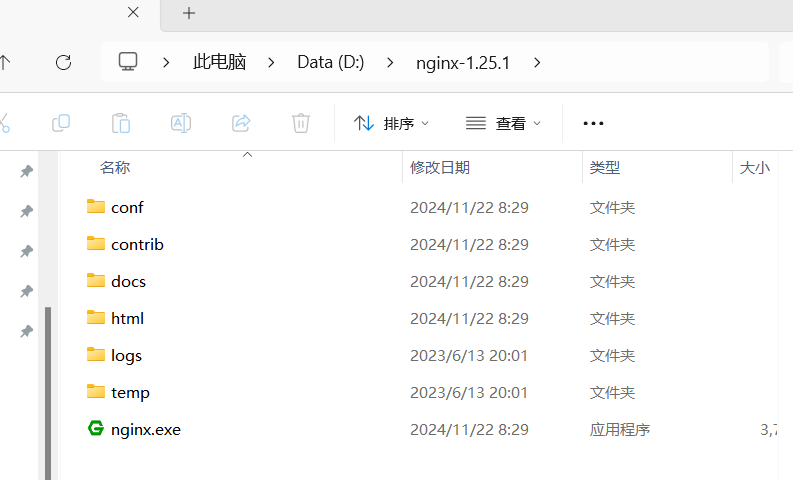 此电脑 Data (D:) nginx-1.25.1
排序 查看
名称 修改日期 类型 大小
conf 2024/11/22 8:29 文件夹
contrib 2024/11/22 8:29 文件夹
docs 2024/11/22 8:29 文件夹
html 2024/11/22 8:29 文件夹
logs 2023/6/13 20:01 文件夹
temp 2023/6/13 20:01 文件夹
nginx.exe 2024/11/22 8:29 应用程序